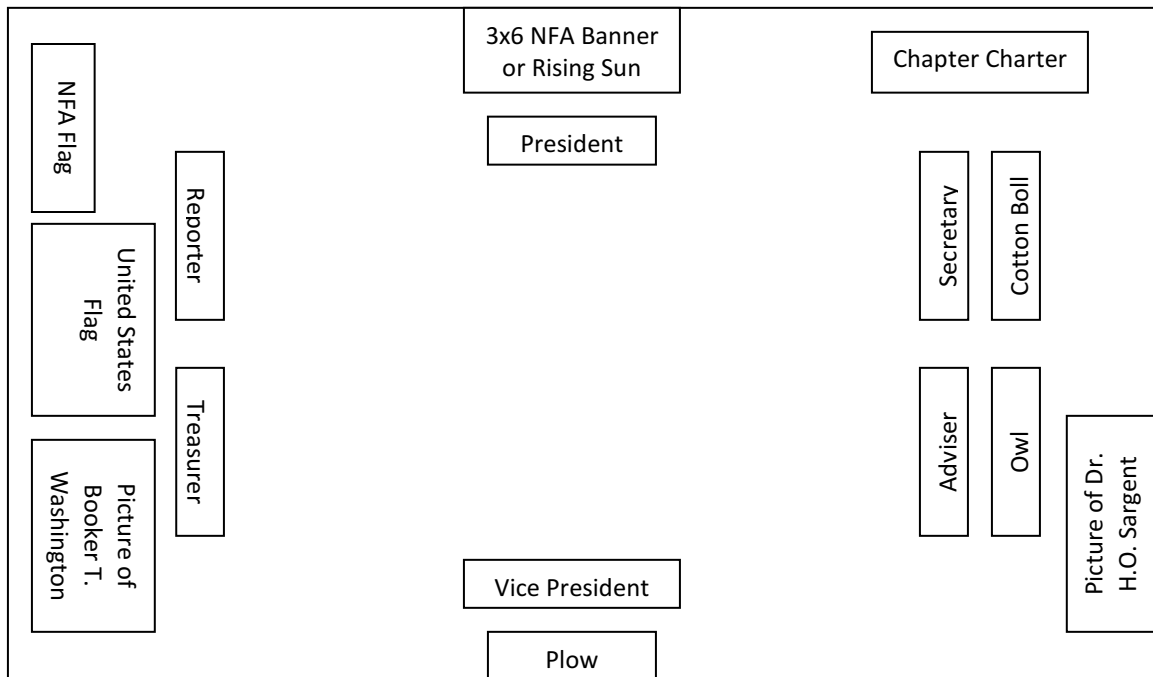 3x6 NFA Banner
or Rising Sun
Chapter Charter
NFA Flag
President
Reporter
Secretary
Cotton Boll
United States
Flag
Treasurer
Adviser
Owl
Picture of Dr.
H.O. Sargent
Picture of
Booker T.
Washington
Vice President
Plow